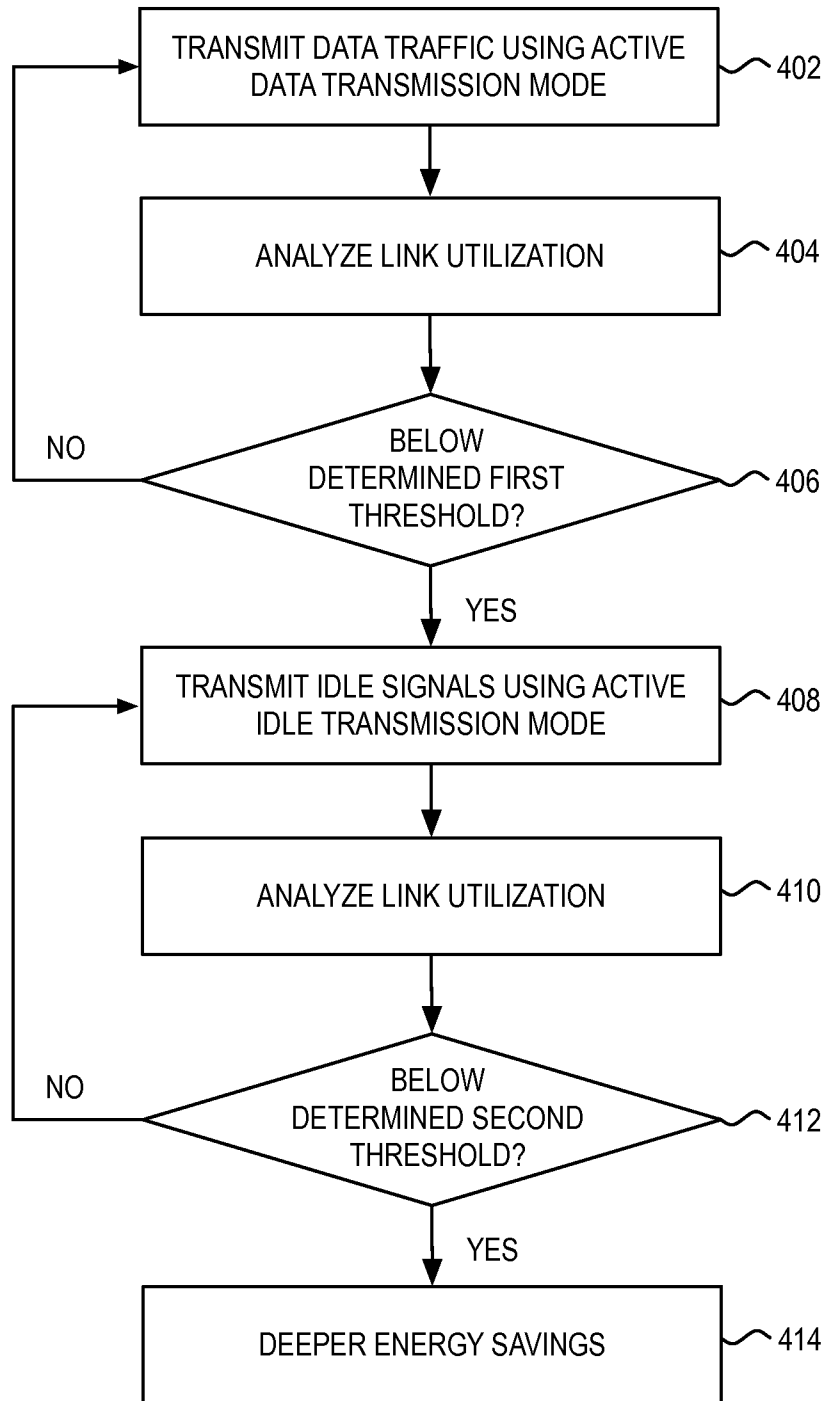 TRANSMIT DATA TRAFFIC USING ACTIVE
DATA TRANSMISSION MODE
402
ANALYZE LINK UTILIZATION
404
NO
BELOW
DETERMINED FIRST
THRESHOLD?
406
YES
TRANSMIT IDLE SIGNALS USING ACTIVE
IDLE TRANSMISSION MODE
408
ANALYZE LINK UTILIZATION
410
NO
BELOW
DETERMINED SECOND
THRESHOLD?
412
YES
DEEPER ENERGY SAVINGS
414